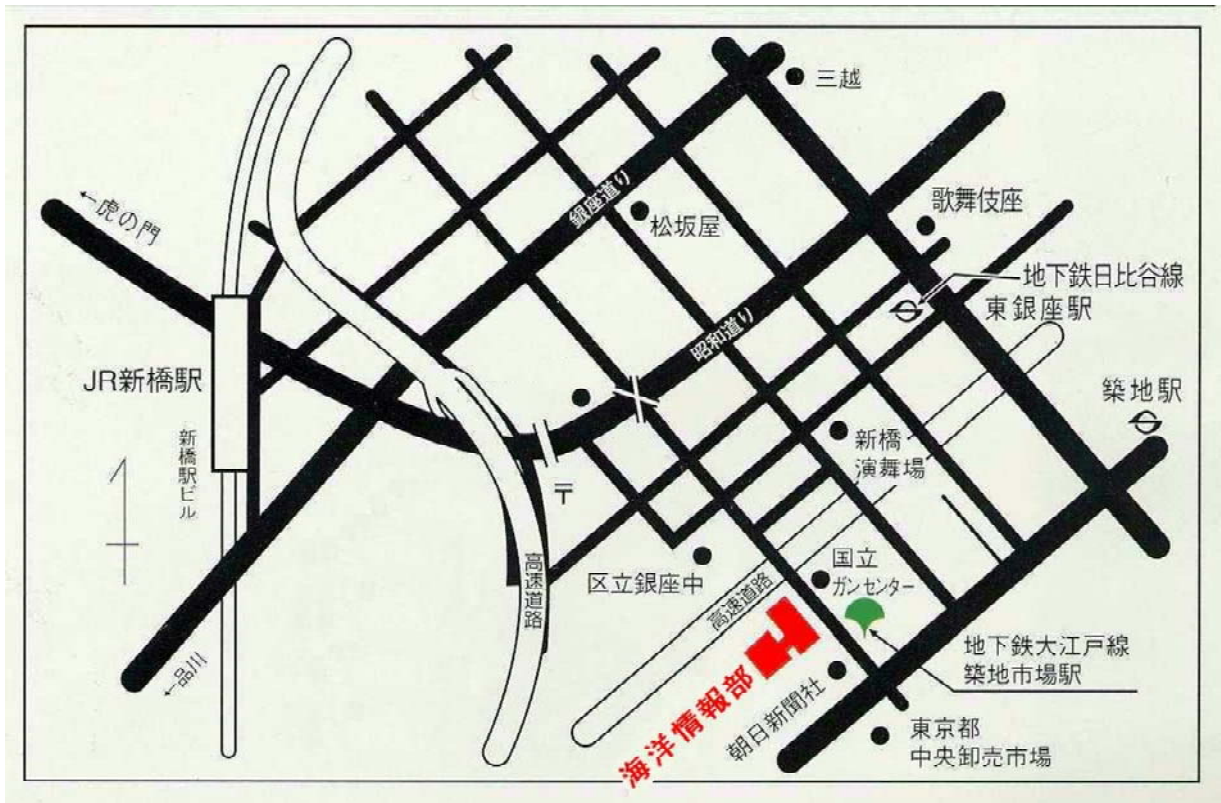 三越
←虎の門
銀座道り
松坂屋
歌舞伎座
地下鉄日比谷線
東銀座駅
昭和道り
JR新橋駅
築地駅
新橋駅ビル
新橋
演舞場
〒
高速道路
区立銀座中
国立
ガンセンター
高速道路
地下鉄大江戸線
築地市場駅
海洋情報部
朝日新聞社
東京都
中央卸売市場